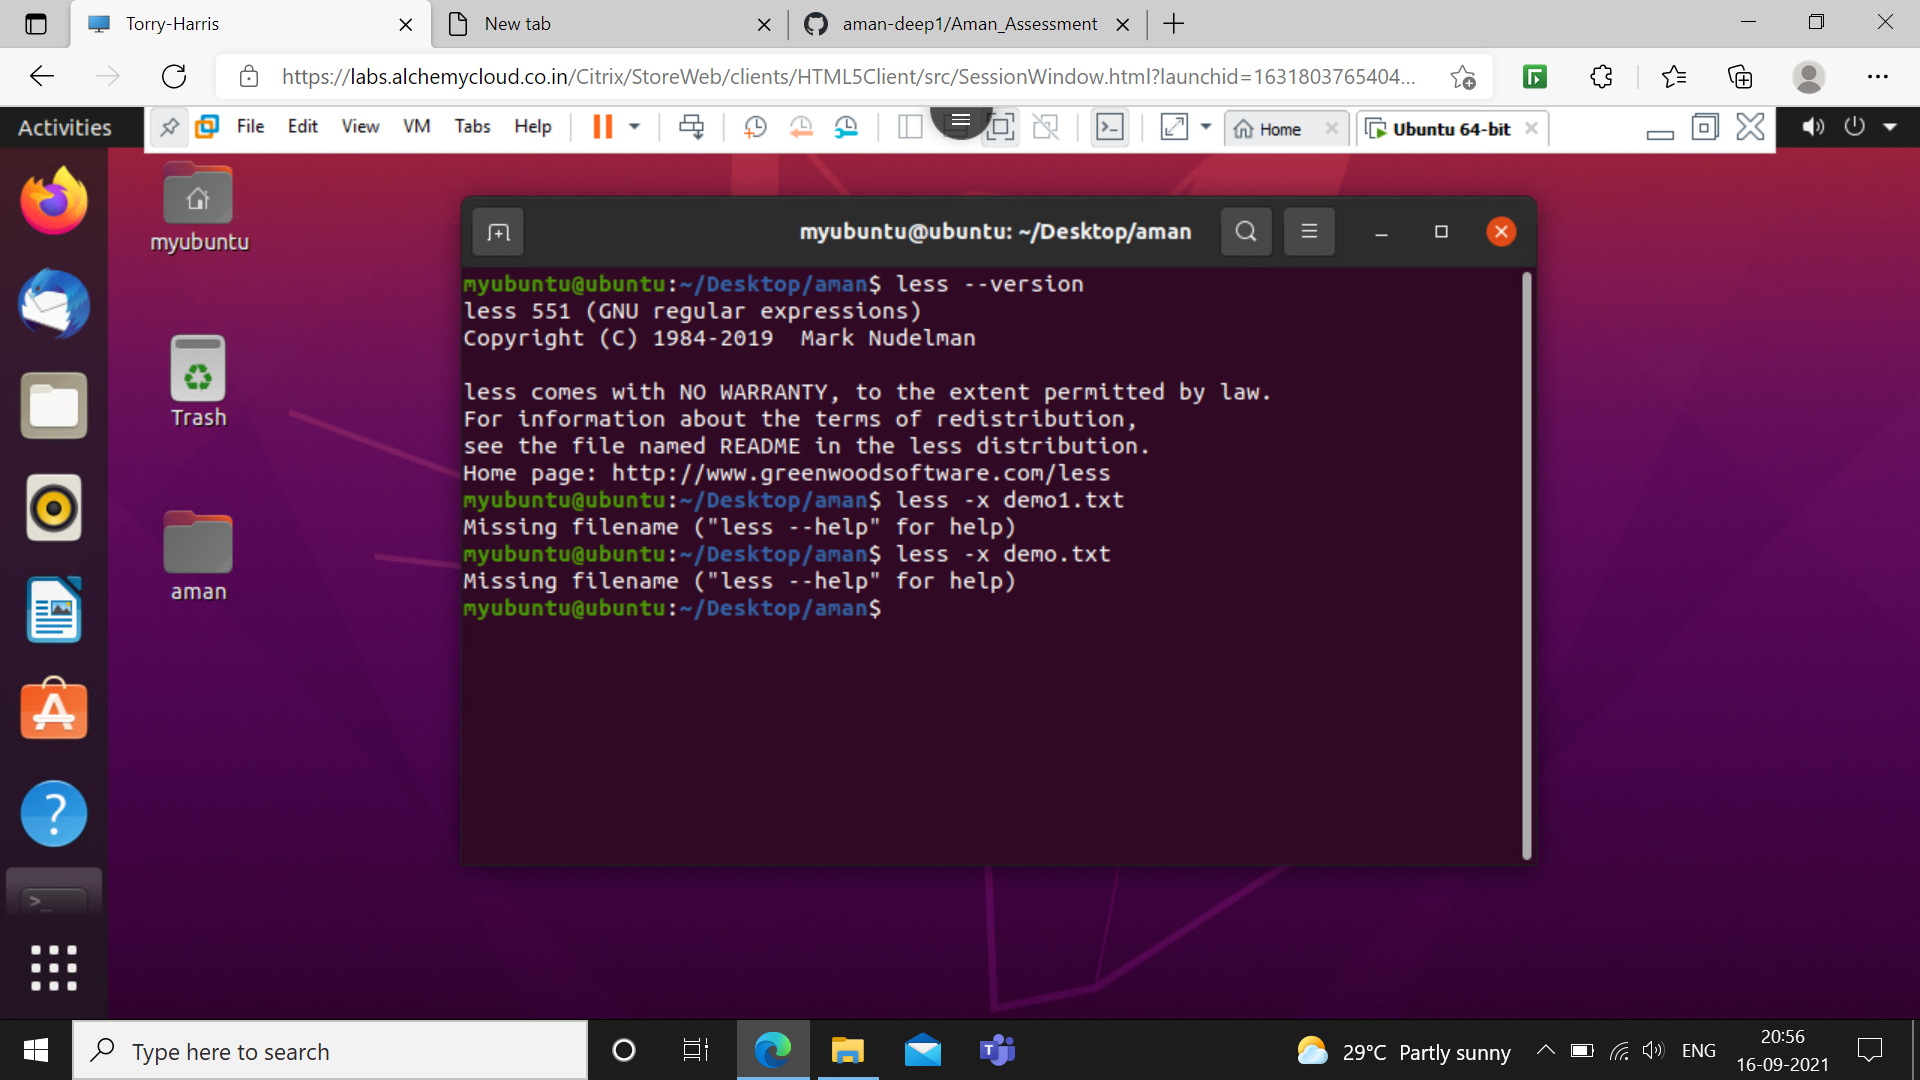 Torry-Harris
New tab
aman-deep1/Aman_Assessment
https://labs.alchemycloud.co.in/Citrix/StoreWeb/clients/HTML5Client/src/SessionWindow.html?launchid=1631803765404...
Activities
File Edit View VM Tabs Help
Home
Ubuntu 64-bit
myubuntu
Trash
aman
myubuntu@ubuntu: ~/Desktop/aman
myubuntu@ubuntu:~/Desktop/aman$ less --version
less 551 (GNU regular expressions)
Copyright (C) 1984-2019  Mark Nudelman
less comes with NO WARRANTY, to the extent permitted by law.
For information about the terms of redistribution,
see the file named README in the less distribution.
Home page: http://www.greenwoodsoftware.com/less
myubuntu@ubuntu:~/Desktop/aman$ less -x demo1.txt
Missing filename ("less --help" for help)
myubuntu@ubuntu:~/Desktop/aman$ less -x demo.txt
Missing filename ("less --help" for help)
myubuntu@ubuntu:~/Desktop/aman$
Type here to search
29°C Partly sunny
ENG
20:56
16-09-2021